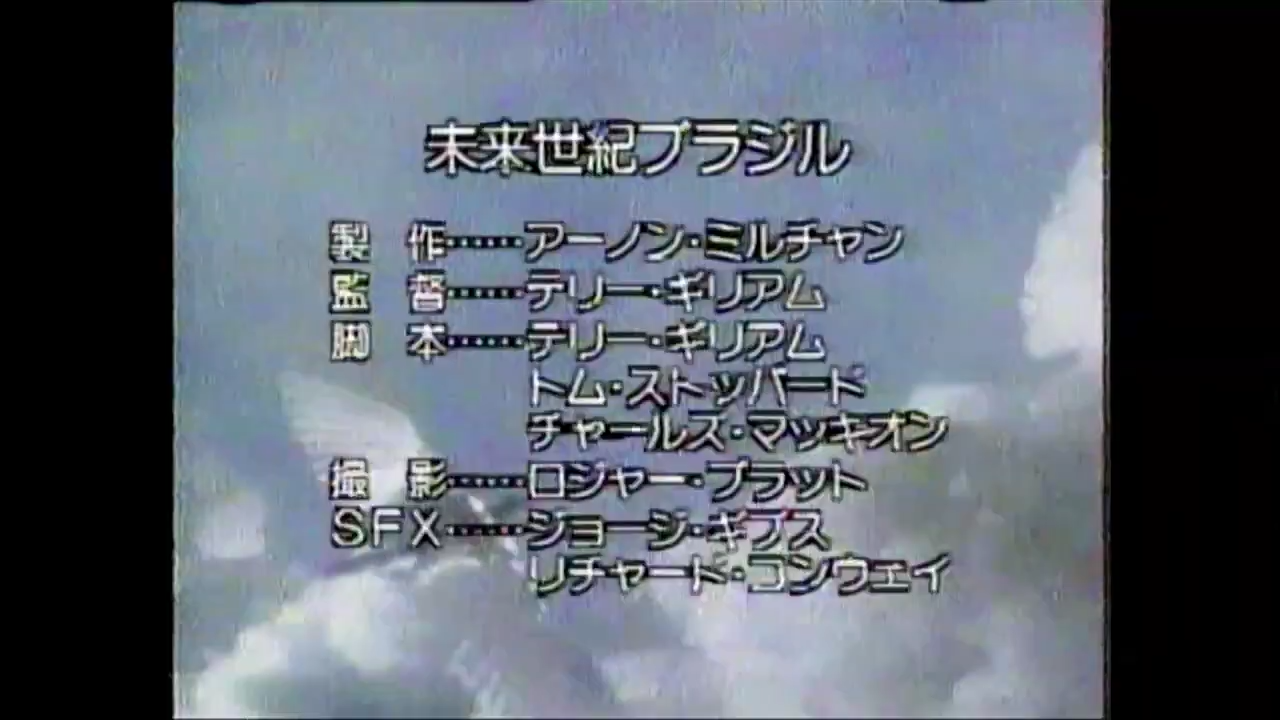 未来世紀ブラジル
製 作……アーノン・ミルチャン
監 督……テリー・ギリアム
脚 本……テリー・ギリアム
トム・ストッパード
チャールズ・マッキオン
撮 影……ロジャー・プラット
SFX……ジョージ・ギブス
リチャード・コンウェイ